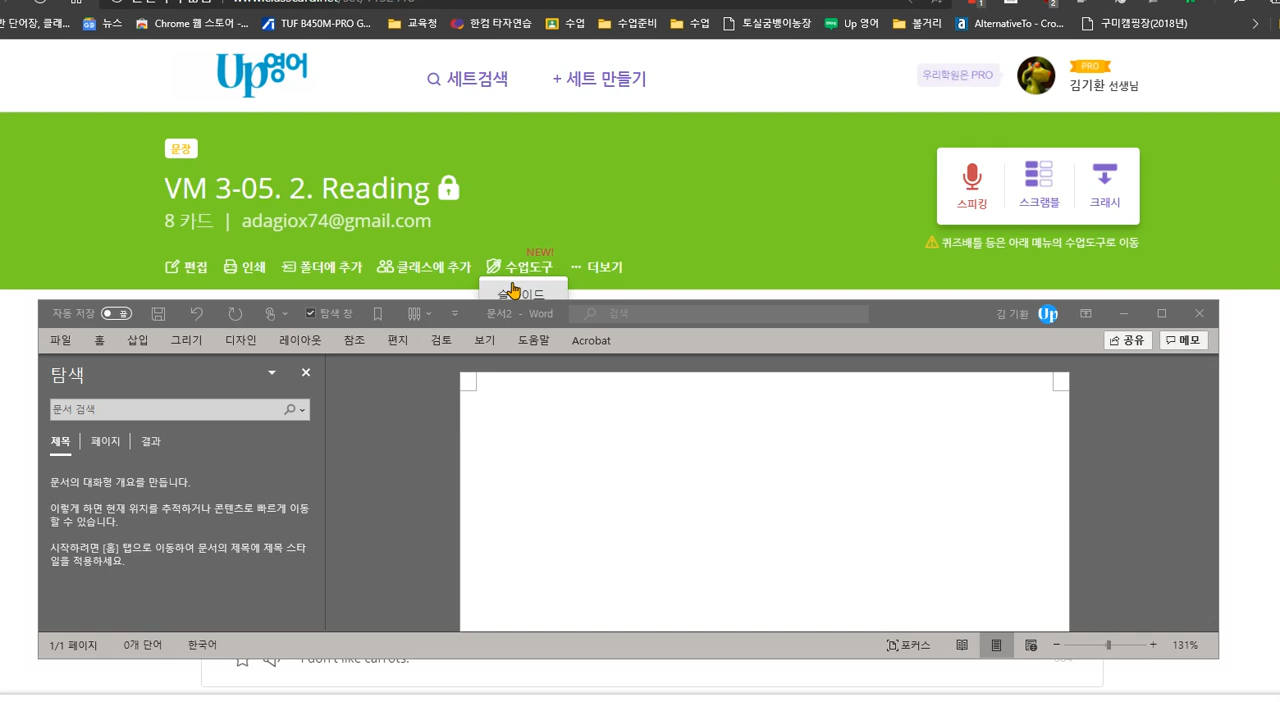 뉴스
Chrome 웹 스토어 -...
TUF B450M-PRO G...
교육청
한컴 타자연습
수업
수업준비
수업
토실굼벵이농장
Up 영어
볼거리
AlternativeTo - Cro...
구미캠핑장(2018년)
Up영어
세트검색
+ 세트 만들기
우리학원은 PRO
PRO
김기환 선생님
문장
VM 3-05. 2. Reading
8 카드 | adagiox74@gmail.com
스피킹
스크램블
크래시
퀴즈배틀 등은 아래 메뉴의 수업도구로 이동
NEW!
편집
인쇄
폴더에 추가
클래스에 추가
수업도구
... 더보기
자동 저장
끔
탐색 창
문서2 - Word
검색
김 기환
Up
파일
홈
삽입
그리기
디자인
레이아웃
참조
편지
검토
보기
도움말
Acrobat
공유
메모
탐색
문서 검색
제목
페이지
결과
문서의 대화형 개요를 만듭니다.
이렇게 하면 현재 위치를 추적하거나 콘텐츠로 빠르게 이동
할 수 있습니다.
시작하려면 [홈] 탭으로 이동하여 문서의 제목에 제목 스타
일을 적용하세요.
1/1 페이지
0개 단어
한국어
포커스
131%
I don't like carrots.